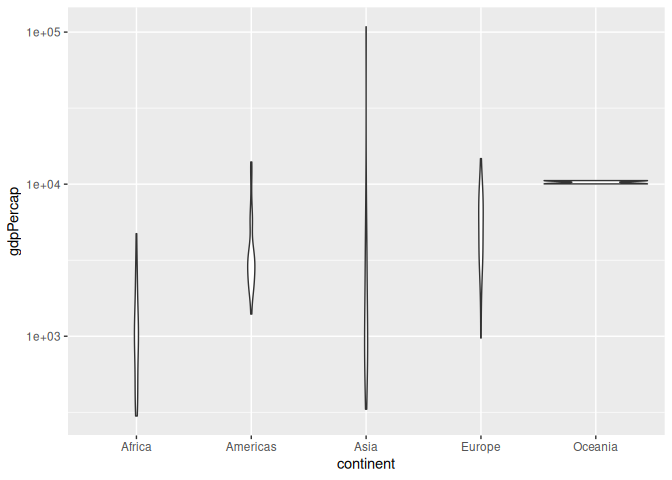 gdpPercap
1e+05
1e+04
1e+03
Africa Americas Asia Europe Oceania
continent